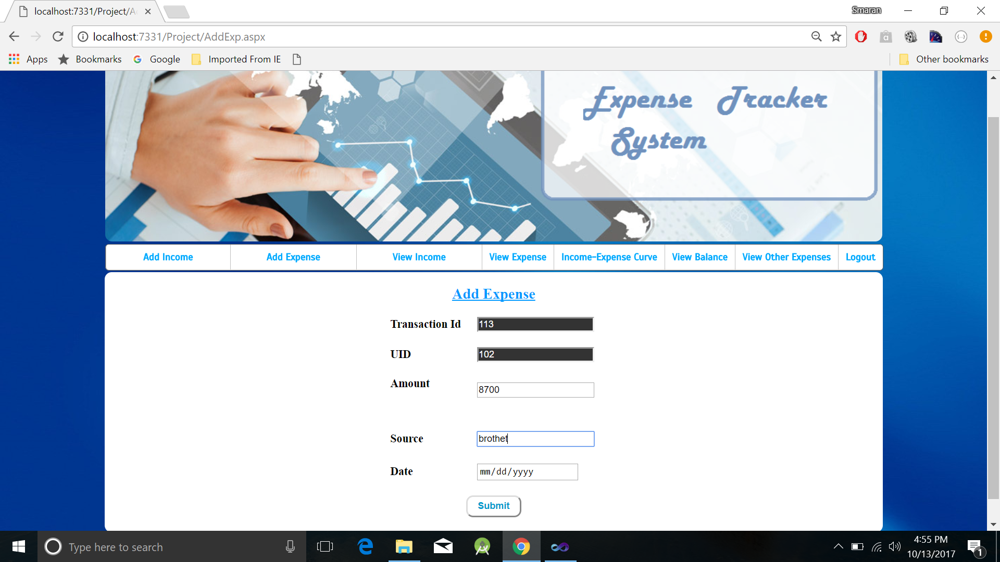 localhost:7331/Project/A
Smaran
localhost:7331/Project/AddExp.aspx
Apps
Bookmarks
Google
Imported From IE
Other bookmarks
Expense Tracker
System
Add Income
Add Expense
View Income
View Expense
Income-Expense Curve
View Balance
View Other Expenses
Logout
Add Expense
Transaction Id 113
UID 102
Amount 8700
Source brothet
Date mm/dd/yyyy
Submit
Type here to search
4:55 PM
10/13/2017
1